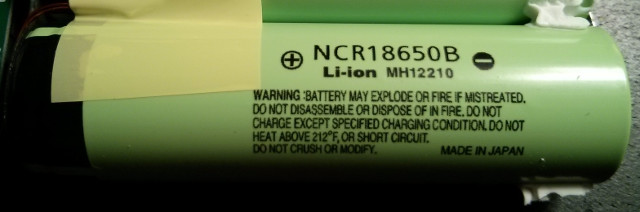 ⊕ NCR18650B ⊖
Li-ion MH12210
WARNING :BATTERY MAY EXPLODE OR FIRE IF MISTREATED.
DO NOT DISASSEMBLE OR DISPOSE OF IN FIRE. DO NOT
CHARGE EXCEPT SPECIFIED CHARGING CONDITION. DO NOT
HEAT ABOVE 212°F, OR SHORT CIRCUIT.
DO NOT CRUSH OR MODIFY. MADE IN JAPAN